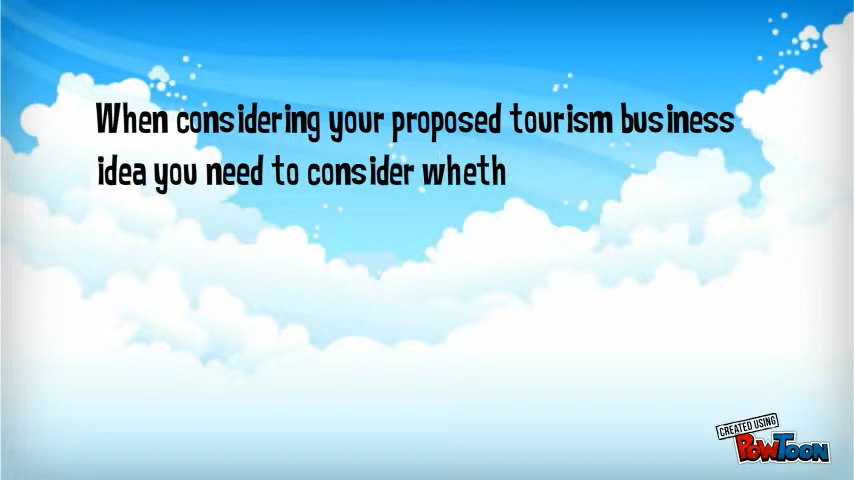 When considering your proposed tourism business
idea you need to consider wheth
CREATED USING
POWTOON